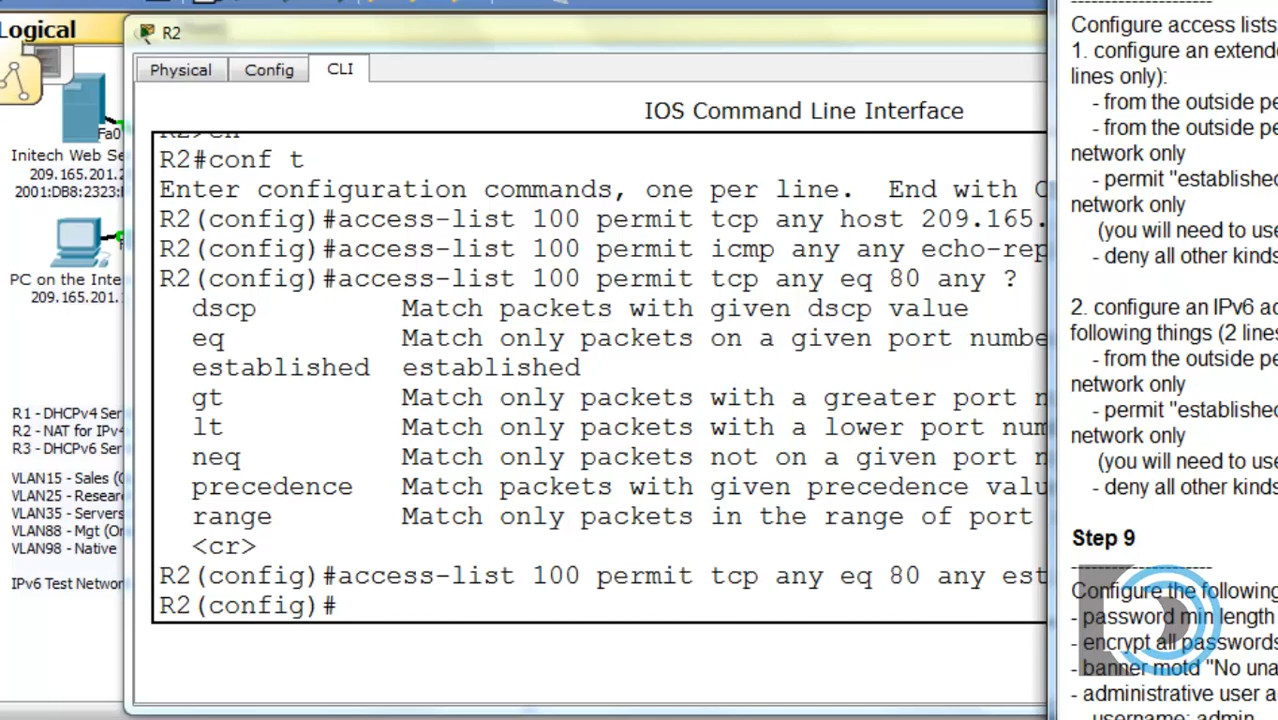 Logical
Fa0
Initech Web Se
209.165.201.2
2001:DB8:2323:
PC on the Inte
209.165.201.
R1 - DHCPv4 Ser
R2 - NAT for IPv4
R3 - DHCPv6 Ser
VLAN15 - Sales (
VLAN25 - Resear
VLAN35 - Servers
VLAN88 - Mgt (Or
VLAN98 - Native
IPv6 Test Networ
R2
Physical
Config
CLI
IOS Command Line Interface
R2>en
R2#conf t
Enter configuration commands, one per line.  End with C
R2(config)#access-list 100 permit tcp any host 209.165.
R2(config)#access-list 100 permit icmp any any echo-rep
R2(config)#access-list 100 permit tcp any eq 80 any ?
dscp Match packets with given dscp value
eq Match only packets on a given port numbe
established established
gt Match only packets with a greater port n
lt Match only packets with a lower port num
neq Match only packets not on a given port n
precedence Match packets with given precedence valu
range Match only packets in the range of port
<cr>
R2(config)#access-list 100 permit tcp any eq 80 any est
R2(config)#
Configure access lists
1. configure an extende
lines only):
- from the outside pe
- from the outside pe
network only
- permit "established
network only
(you will need to use
- deny all other kinds
2. configure an IPv6 ac
following things (2 lines
- from the outside pe
network only
- permit "established
network only
(you will need to use
- deny all other kinds
Step 9
Configure the following
- password min length
- encrypt all passwords
- banner motd "No una
- administrative user a
username: admin